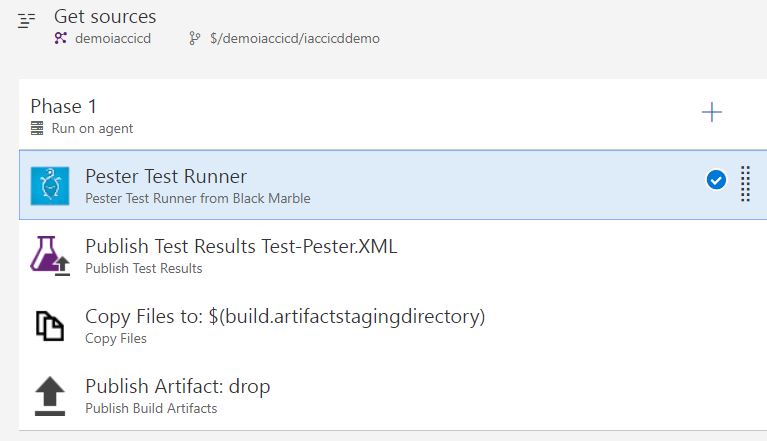 Get sources
demoiaccicd $/demoiaccicd/iaccicddemo
Phase 1
Run on agent
Pester Test Runner
Pester Test Runner from Black Marble
Publish Test Results Test-Pester.XML
Publish Test Results
Copy Files to: $(build.artifactstagingdirectory)
Copy Files
Publish Artifact: drop
Publish Build Artifacts